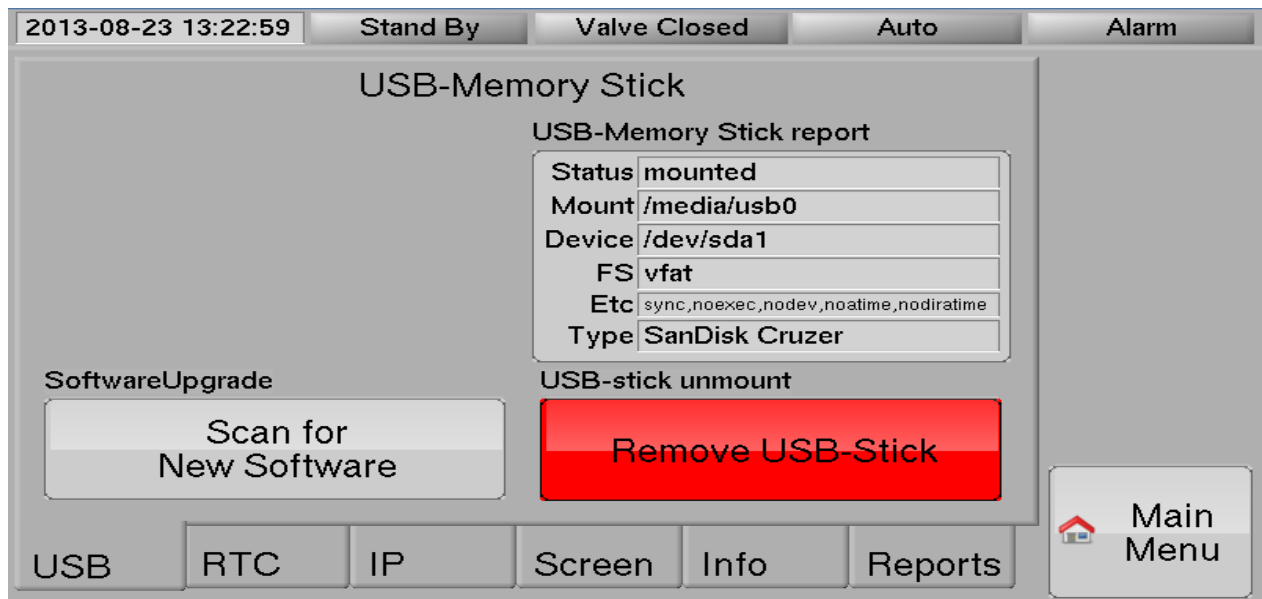 2013-08-23 13:22:59 Stand By Valve Closed Auto Alarm
USB-Memory Stick
USB-Memory Stick report
Status mounted
Mount /media/usb0
Device /dev/sda1
FS vfat
Etc sync,noexec,nodev,noatime,nodiratime
Type SanDisk Cruzer
SoftwareUpgrade
Scan for
New Software
USB-stick unmount
Remove USB-Stick
USB RTC IP Screen Info Reports
Main
Menu